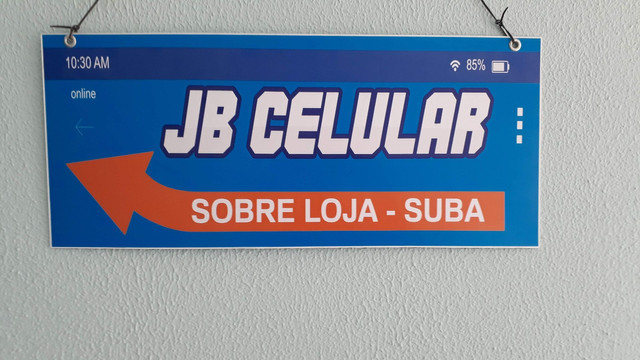 10:30 AM 85%
online
JB CELULAR
SOBRE LOJA - SUBA